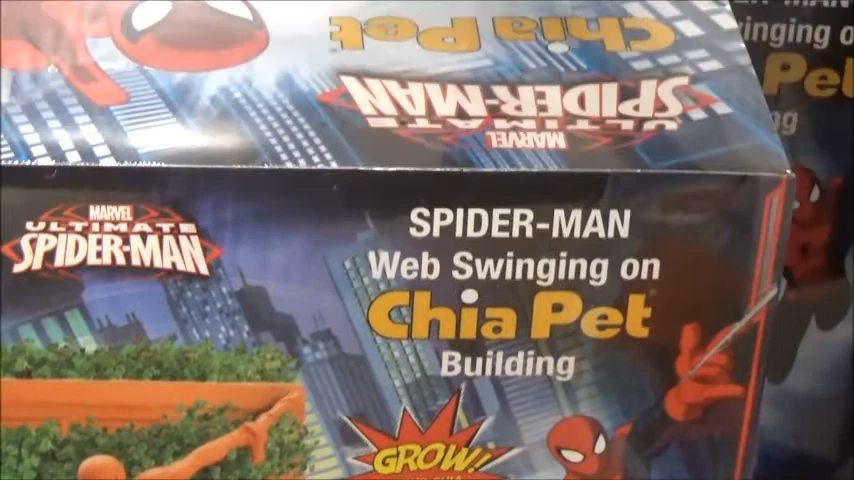 Chia Pet
MARVEL
ULTIMATE
SPIDER-MAN
MARVEL
ULTIMATE
SPIDER-MAN
SPIDER-MAN
Web Swinging on
Chia Pet
Building
GROW!!
Pet